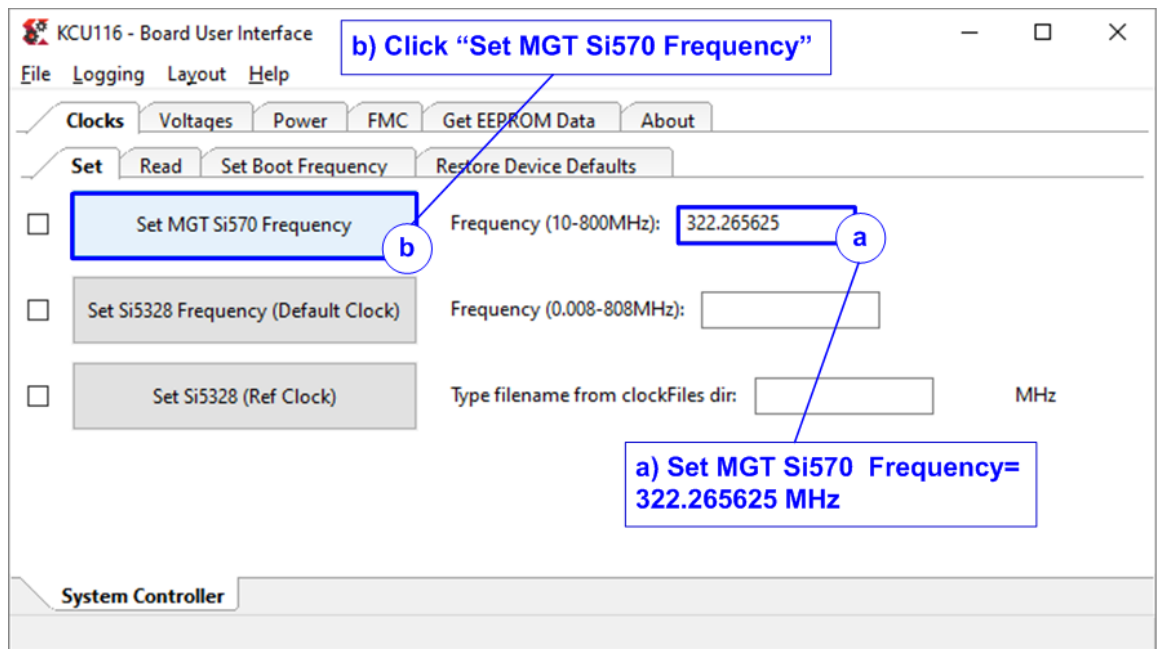 KCU116 - Board User Interface
b) Click “Set MGT Si570 Frequency”
File Logging Layout Help
Clocks Voltages Power FMC Get EEPROM Data About
Set Read Set Boot Frequency Restore Device Defaults
Set MGT Si570 Frequency Frequency (10-800MHz): 322.265625
b
a
Set Si5328 Frequency (Default Clock) Frequency (0.008-808MHz):
Set Si5328 (Ref Clock) Type filename from clockFiles dir: MHz
a) Set MGT Si570 Frequency=
322.265625 MHz
System Controller